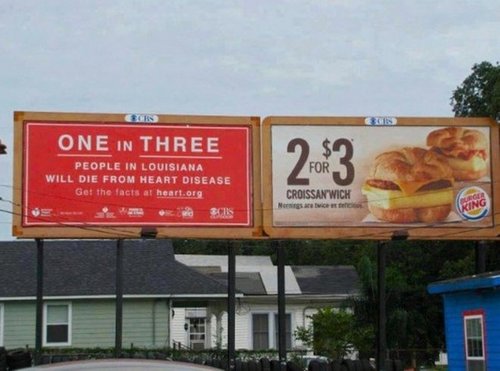 CBS
ONE IN THREE
PEOPLE IN LOUISIANA
WILL DIE FROM HEART DISEASE
Get the facts at heart.org
CBS
OUTDOOR
CBS
2 FOR $3
CROISSAN'WICH
Mornings are twice as delicious
BURGER
KING